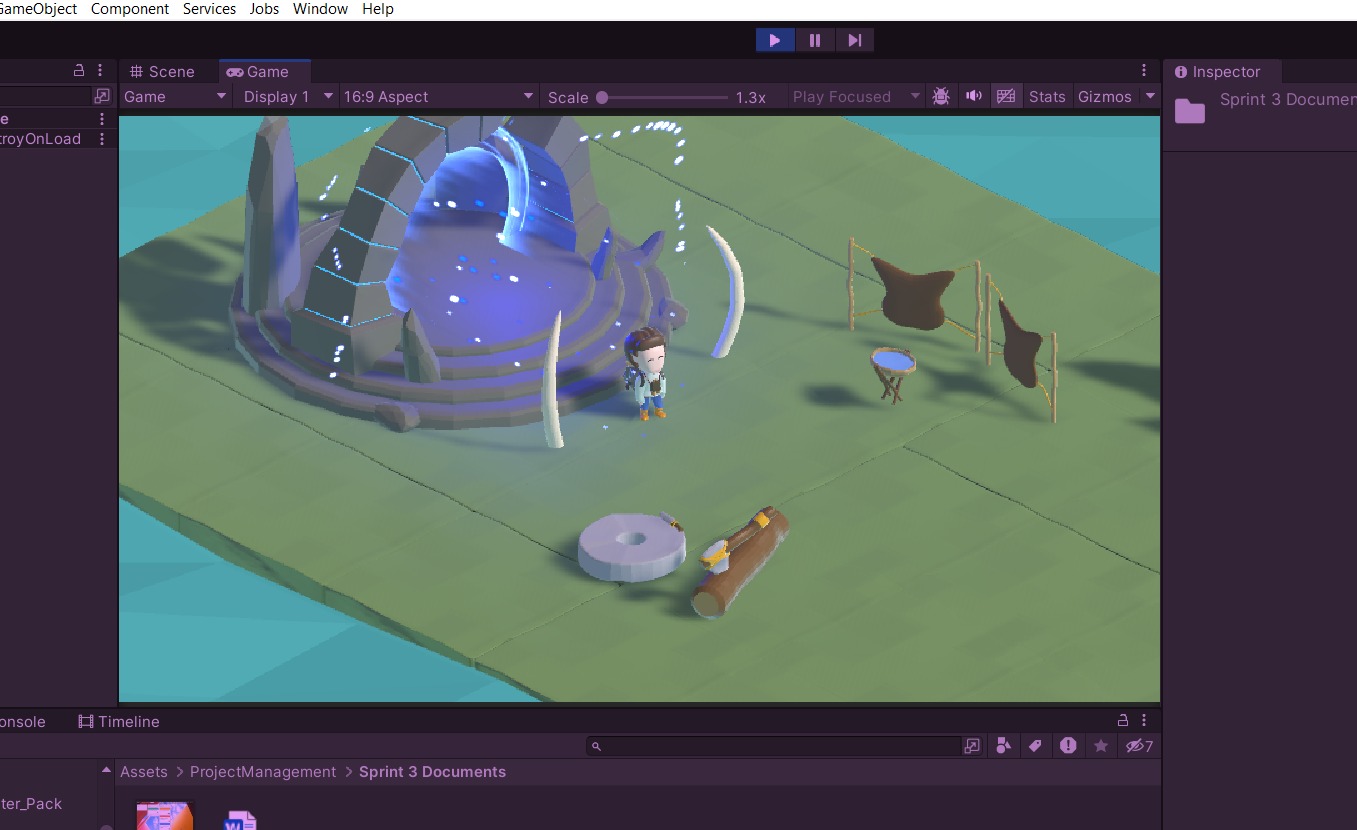 GameObject Component Services Jobs Window Help
Scene Game Inspector
Game Display 1 16:9 Aspect Scale 1.3x Play Focused Stats Gizmos
Sprint 3 Documen
e
troyOnLoad
onsole Timeline
7
Assets > ProjectManagement > Sprint 3 Documents
ter_Pack
W